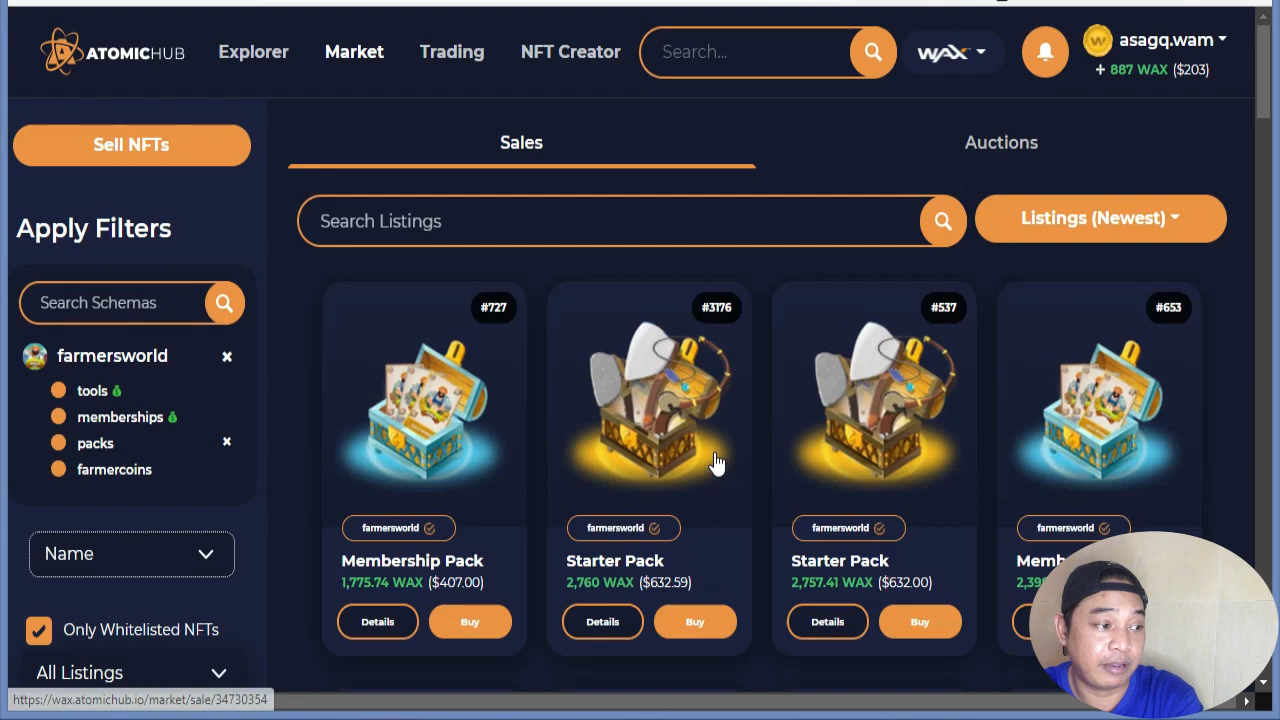 ATOMICHUB
Explorer
Market
Trading
NFT Creator
Search...
WAX
asagq.wam
+ 887 WAX ($203)
Sell NFTs
Sales
Auctions
Search Listings
Listings (Newest)
Apply Filters
Search Schemas
farmersworld
tools
memberships
packs
farmercoins
Name
Only Whitelisted NFTs
All Listings
#727
farmersworld
Membership Pack
1,775.74 WAX ($407.00)
Details
Buy
#3176
farmersworld
Starter Pack
2,760 WAX ($632.59)
Details
Buy
#537
farmersworld
Starter Pack
2,757.41 WAX ($632.00)
Details
Buy
#653
farmersworld
https://wax.atomichub.io/market/sale/34730354